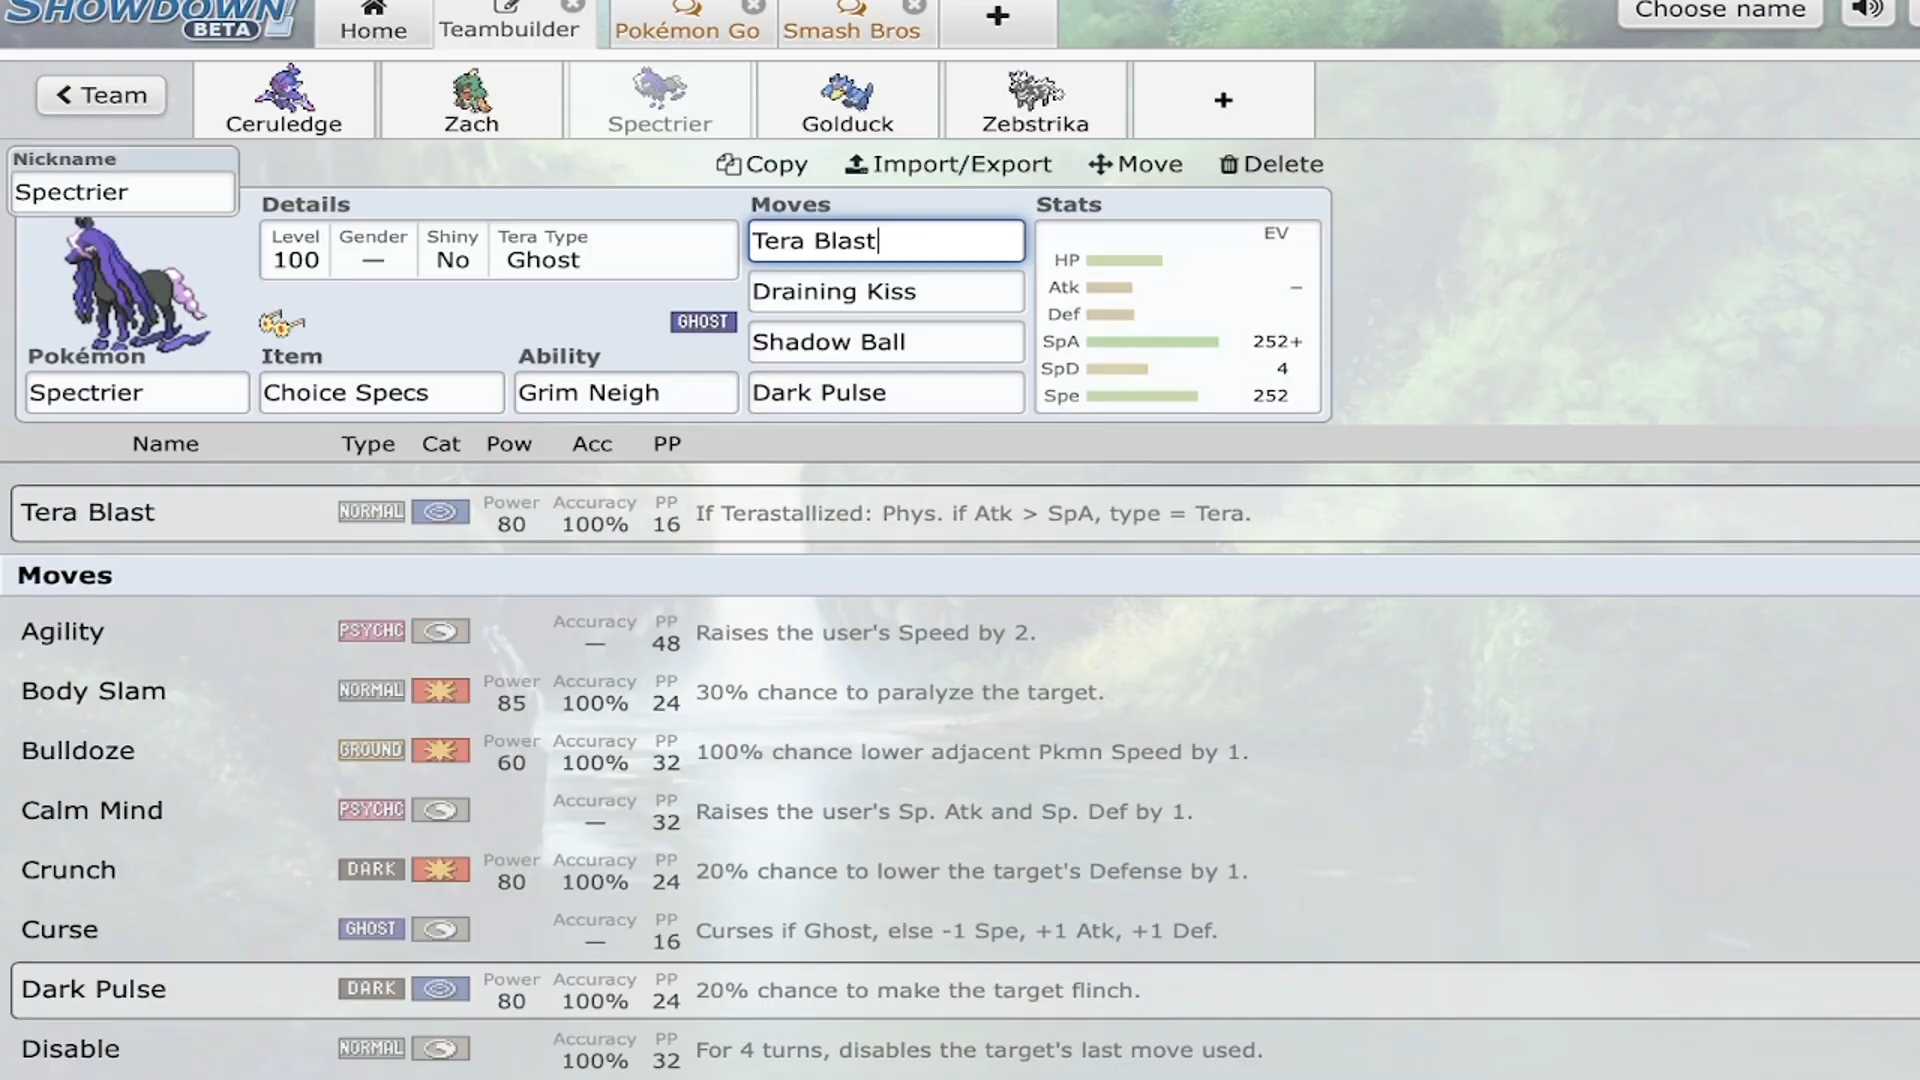 SHOWDOWN!
BETA
Home
Teambuilder
Pokémon Go
Smash Bros
+
Choose name
Team
Ceruledge
Zach
Spectrier
Golduck
Zebstrika
+
Copy
Import/Export
Move
Delete
Nickname
Spectrier
Details
Moves
Stats
Level
100
Gender
—
Shiny
No
Tera Type
Ghost
GHOST
Pokémon
Spectrier
Item
Choice Specs
Ability
Grim Neigh
Tera Blast
Draining Kiss
Shadow Ball
Dark Pulse
EV
HP
Atk –
Def
SpA 252+
SpD 4
Spe 252
Name Type Cat Pow Acc PP
Tera Blast NORMAL Power 80 Accuracy 100% PP 16 If Terastallized: Phys. if Atk > SpA, type = Tera.
Moves
Agility PSYCHC Accuracy — PP 48 Raises the user's Speed by 2.
Body Slam NORMAL Power 85 Accuracy 100% PP 24 30% chance to paralyze the target.
Bulldoze GROUND Power 60 Accuracy 100% PP 32 100% chance lower adjacent Pkmn Speed by 1.
Calm Mind PSYCHC Accuracy — PP 32 Raises the user's Sp. Atk and Sp. Def by 1.
Crunch DARK Power 80 Accuracy 100% PP 24 20% chance to lower the target's Defense by 1.
Curse GHOST Accuracy — PP 16 Curses if Ghost, else -1 Spe, +1 Atk, +1 Def.
Dark Pulse DARK Power 80 Accuracy 100% PP 24 20% chance to make the target flinch.
Disable NORMAL Accuracy 100% PP 32 For 4 turns, disables the target's last move used.